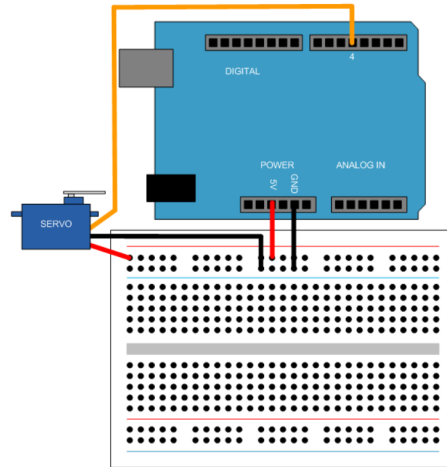 4
DIGITAL
POWER
ANALOG IN
5V
GND
SERVO